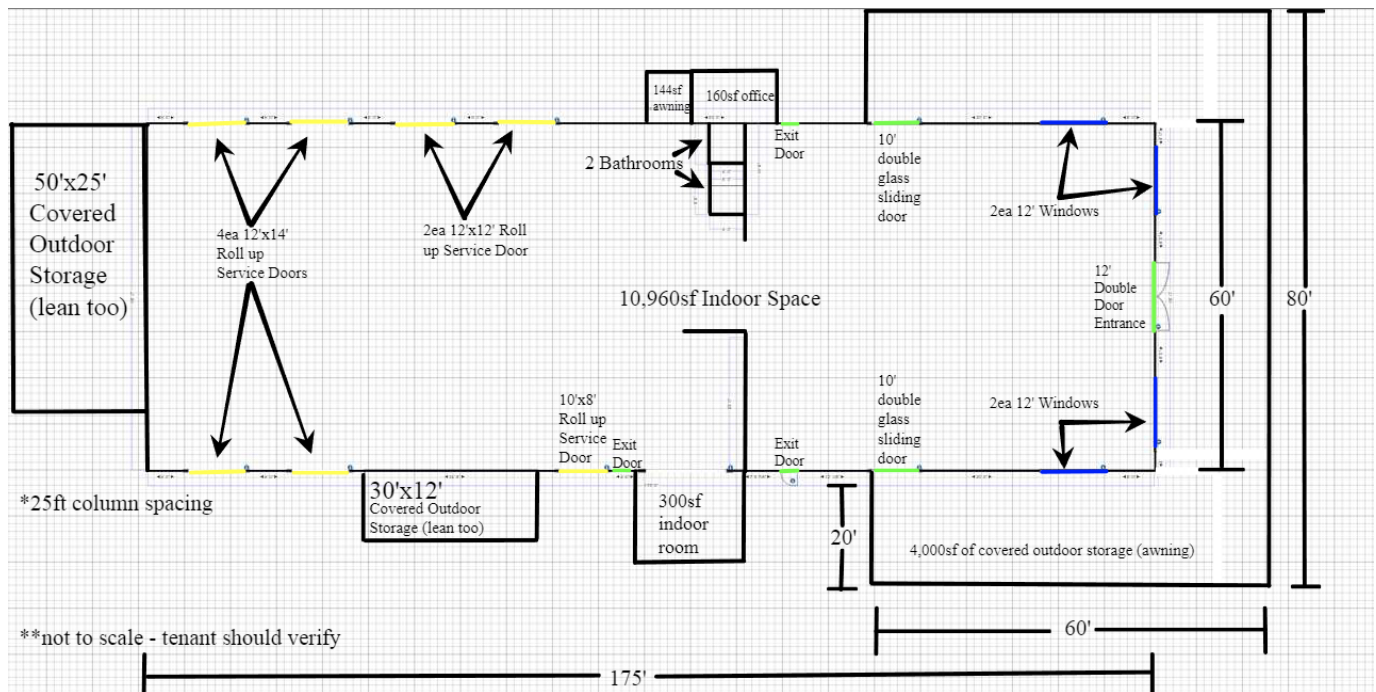 144sf
awning
160sf office
50'x25'
Covered
Outdoor
Storage
(lean too)
4ea 12'x14'
Roll up
Service Doors
2ea 12'x12' Roll
up Service Door
2 Bathrooms
Exit
Door
10'
double
glass
sliding
door
2ea 12' Windows
12'
Double
Door
Entrance
60'
80'
10,960sf Indoor Space
10'x8'
Roll up
Service
Door
Exit
Door
Exit
Door
10'
double
glass
sliding
door
2ea 12' Windows
*25ft column spacing
30'x12'
Covered Outdoor
Storage (lean too)
300sf
indoor
room
20'
4,000sf of covered outdoor storage (awning)
**not to scale - tenant should verify
60'
175'